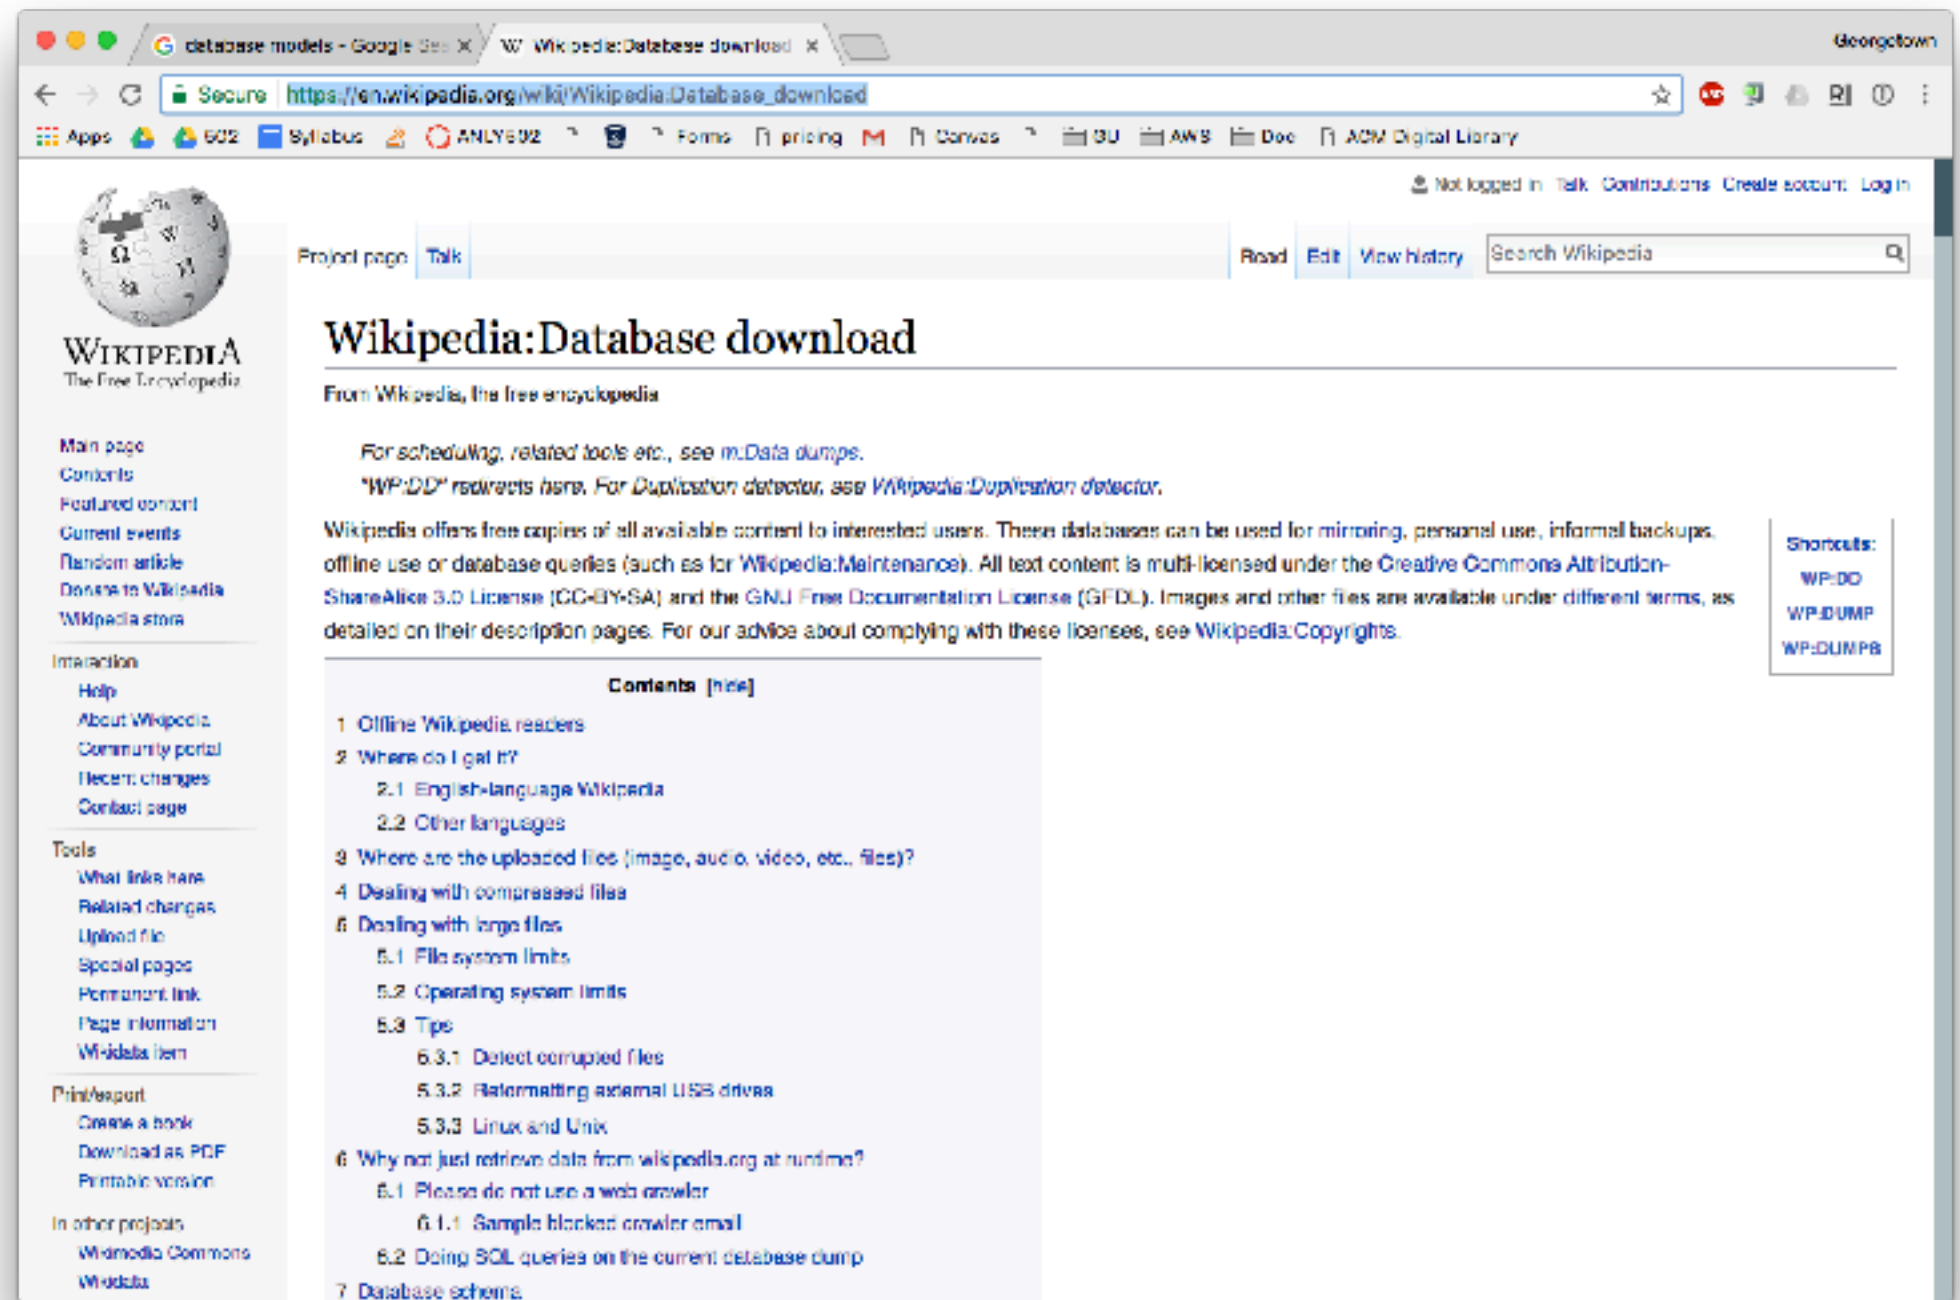 database models - Google Sea
Wikipedia:Database download
Georgetown
Secure
https://en.wikipedia.org/wiki/Wikipedia:Database_download
Apps
602
Syllabus
ANLY502
Forms
pricing
Canvas
GU
AWS
Doc
ACM Digital Library
Not logged in Talk Contributions Create account Log in
Project page Talk
Read Edit View history
Search Wikipedia
WIKIPEDIA
The Free Encyclopedia
Main page
Contents
Featured content
Current events
Random article
Donate to Wikipedia
Wikipedia store
Interaction
Help
About Wikipedia
Community portal
Recent changes
Contact page
Tools
What links here
Related changes
Upload file
Special pages
Permanent link
Page information
Wikidata item
Print/export
Create a book
Download as PDF
Printable version
In other projects
Wikimedia Commons
Wikidata
Wikipedia:Database download
From Wikipedia, the free encyclopedia
For scheduling, related tools etc., see m:Data dumps.
"WP:DD" redirects here. For Duplication detector, see Wikipedia:Duplication detector.
Wikipedia offers free copies of all available content to interested users. These databases can be used for mirroring, personal use, informal backups,
offline use or database queries (such as for Wikipedia:Maintenance). All text content is multi-licensed under the Creative Commons Attribution-
ShareAlike 3.0 License (CC-BY-SA) and the GNU Free Documentation License (GFDL). Images and other files are available under different terms, as
detailed on their description pages. For our advice about complying with these licenses, see Wikipedia:Copyrights.
Shortcuts:
WP:DD
WP:DUMP
WP:DUMPS
Contents [hide]
1 Offline Wikipedia readers
2 Where do I get it?
2.1 English-language Wikipedia
2.2 Other languages
3 Where are the uploaded files (image, audio, video, etc., files)?
4 Dealing with compressed files
5 Dealing with large files
5.1 File system limits
5.2 Operating system limits
5.3 Tips
5.3.1 Detect corrupted files
5.3.2 Reformatting external USB drives
5.3.3 Linux and Unix
6 Why not just retrieve data from wikipedia.org at runtime?
6.1 Please do not use a web crawler
6.1.1 Sample blocked crawler email
6.2 Doing SQL queries on the current database dump
7 Database schema